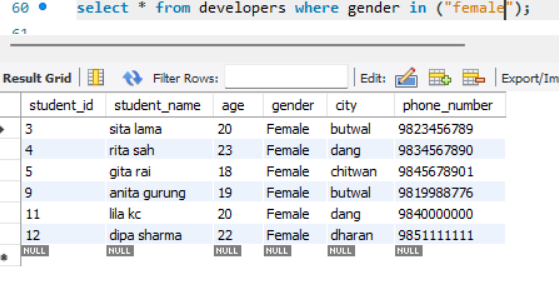 60 select * from developers where gender in ("female");
61
Result Grid Filter Rows: Edit: Export/Im
student_id student_name age gender city phone_number
3 sita lama 20 Female butwal 9823456789
4 rita sah 23 Female dang 9834567890
5 gita rai 18 Female chitwan 9845678901
9 anita gurung 19 Female butwal 9819988776
11 lila kc 20 Female dang 9840000000
12 dipa sharma 22 Female dharan 9851111111
NULL NULL NULL NULL NULL NULL